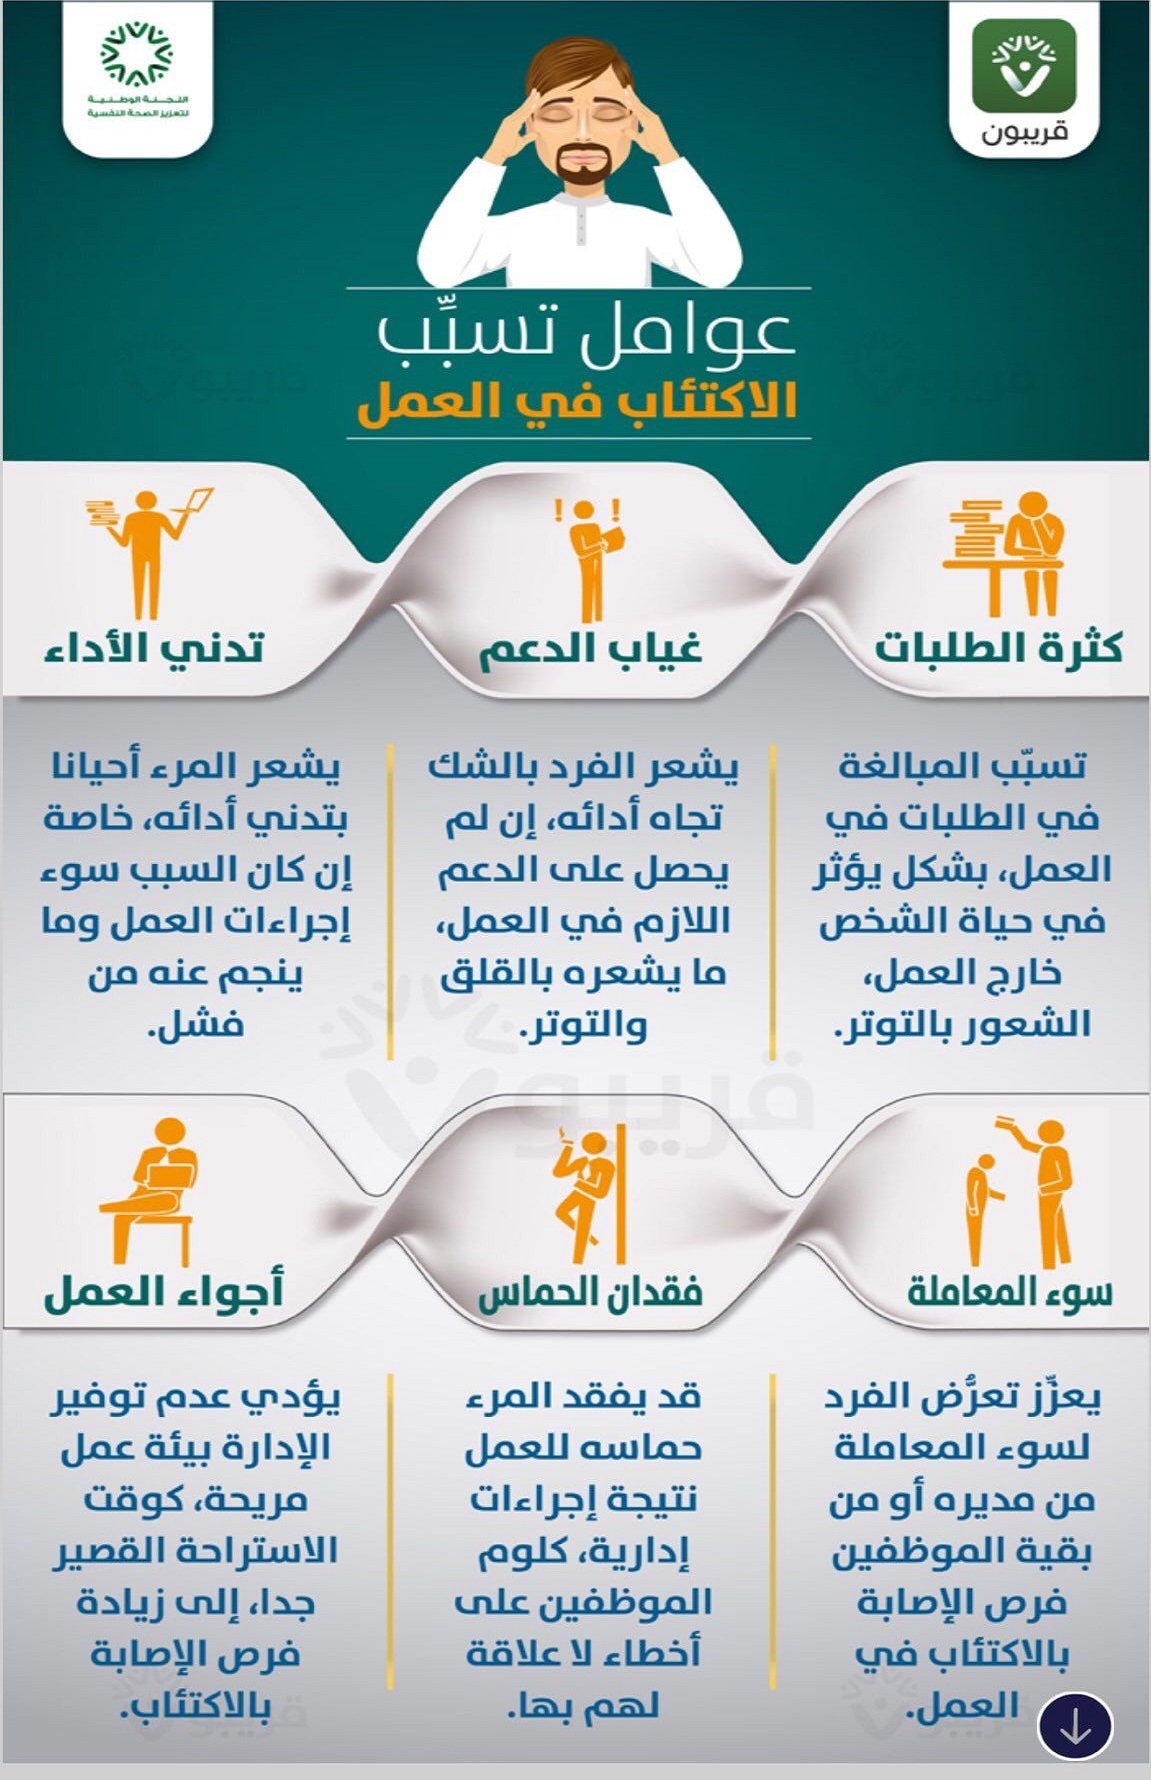 قريبون
اللجنة الوطنية
لتعزيز الصحة النفسية
عوامل تسبِّب
الاكتئاب في العمل
كثرة الطلبات
تسبّب المبالغة
في الطلبات في
العمل، بشكل يؤثر
في حياة الشخص
خارج العمل،
الشعور بالتوتر.
غياب الدعم
يشعر الفرد بالشك
تجاه أدائه، إن لم
يحصل على الدعم
اللازم في العمل،
ما يشعره بالقلق
والتوتر.
تدني الأداء
يشعر المرء أحيانا
بتدني أدائه، خاصة
إن كان السبب سوء
إجراءات العمل وما
ينجم عنه من
فشل.
سوء المعاملة
يعزِّز تعرُّض الفرد
لسوء المعاملة
من مديره أو من
بقية الموظفين
فرص الإصابة
بالاكتئاب في
العمل.
فقدان الحماس
قد يفقد المرء
حماسه للعمل
نتيجة إجراءات
إدارية، كلوم
الموظفين على
أخطاء لا علاقة
لهم بها.
أجواء العمل
يؤدي عدم توفير
الإدارة بيئة عمل
مريحة، كوقت
الاستراحة القصير
جدا، إلى زيادة
فرص الإصابة
بالاكتئاب.